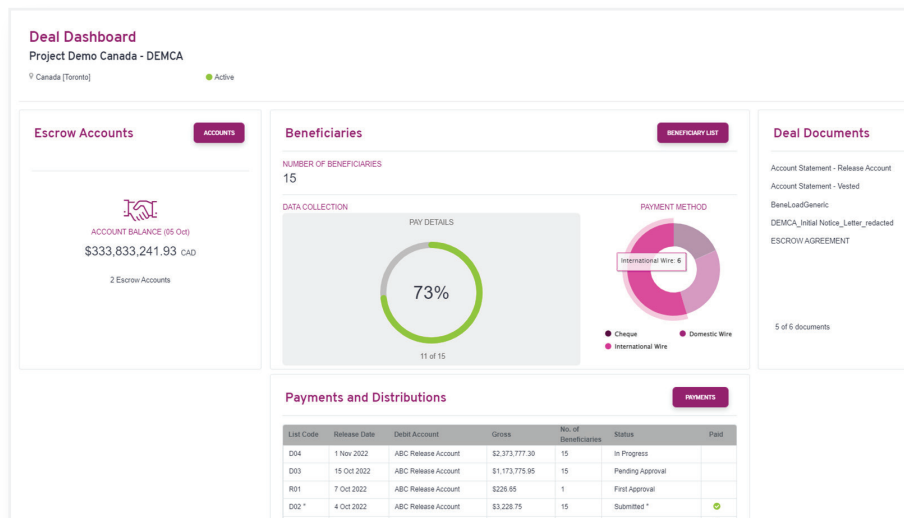 Deal Dashboard
Project Demo Canada - DEMCA
Canada [Toronto]
Active
Escrow Accounts
ACCOUNTS
ACCOUNT BALANCE (05 Oct)
$333,833,241.93 CAD
2 Escrow Accounts
Beneficiaries
BENEFICIARY LIST
NUMBER OF BENEFICIARIES
15
DATA COLLECTION
PAY DETAILS
73%
11 of 15
PAYMENT METHOD
International Wire: 6
Cheque
Domestic Wire
International Wire
Deal Documents
Account Statement - Release Account
Account Statement - Vested
BeneLoadGeneric
DEMCA_Initial Notice_Letter_redacted
ESCROW AGREEMENT
5 of 6 documents
Payments and Distributions
PAYMENTS
List Code Release Date Debit Account Gross No. of Beneficiaries Status Paid
D04 1 Nov 2022 ABC Release Account $2,373,777.30 15 In Progress
D03 15 Oct 2022 ABC Release Account $1,173,775.95 15 Pending Approval
R01 7 Oct 2022 ABC Release Account $226.65 1 First Approval
D02 * 4 Oct 2022 ABC Release Account $3,228.75 15 Submitted *